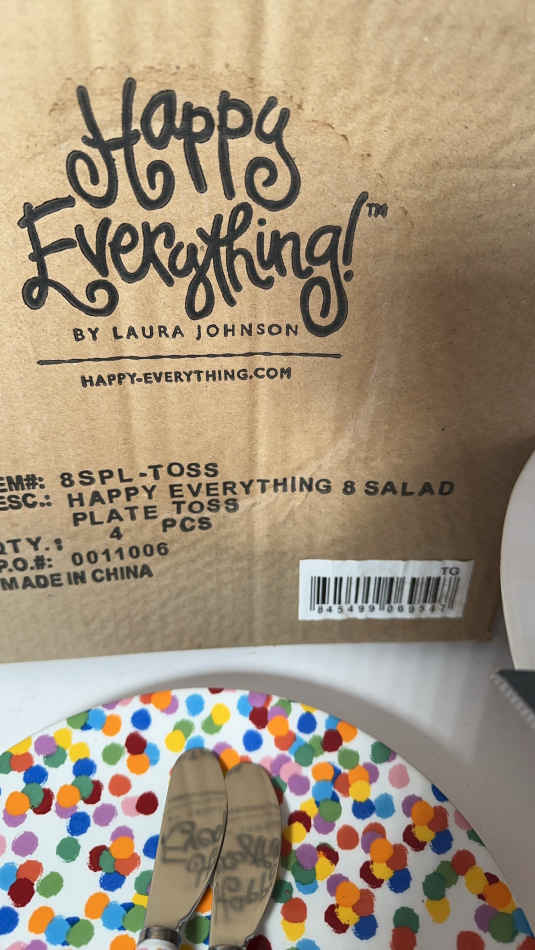 Happy
Everything!™
BY LAURA JOHNSON
HAPPY-EVERYTHING.COM
EM#: 8SPL-TOSS
ESC.: HAPPY EVERYTHING 8 SALAD
PLATE TOSS
QTY.: 4 PCS
P.O.#: 0011006
MADE IN CHINA
TG